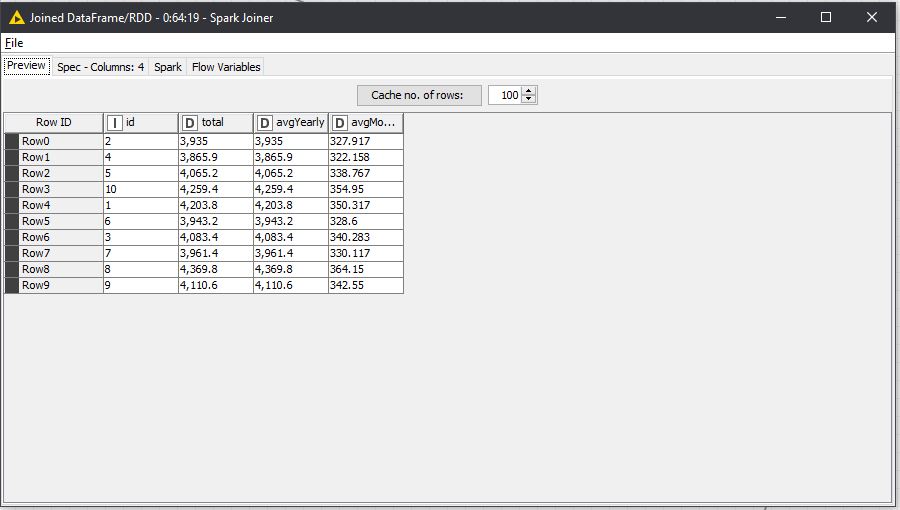 Joined DataFrame/RDD - 0:64:19 - Spark Joiner
File
Preview Spec - Columns: 4 Spark Flow Variables
Cache no. of rows: 100
Row ID I id D total D avgYearly D avgMo...
Row0 2 3,935 3,935 327.917
Row1 4 3,865.9 3,865.9 322.158
Row2 5 4,065.2 4,065.2 338.767
Row3 10 4,259.4 4,259.4 354.95
Row4 1 4,203.8 4,203.8 350.317
Row5 6 3,943.2 3,943.2 328.6
Row6 3 4,083.4 4,083.4 340.283
Row7 7 3,961.4 3,961.4 330.117
Row8 8 4,369.8 4,369.8 364.15
Row9 9 4,110.6 4,110.6 342.55